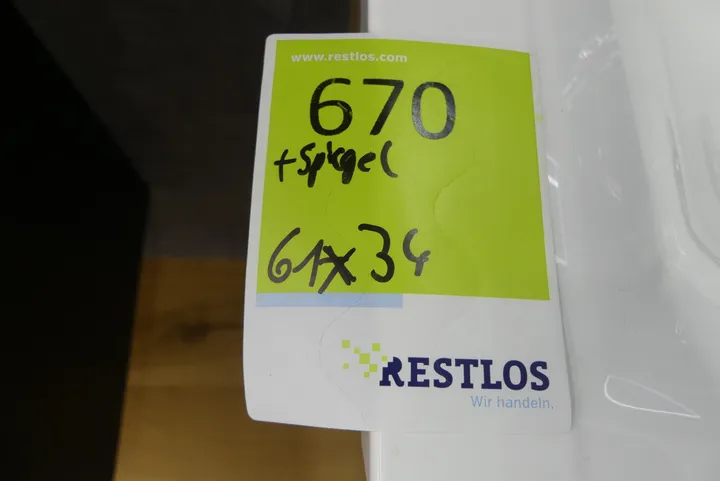 www.restlos.com
670
+Spiegel
61x34
RESTLOS
Wir handeln.